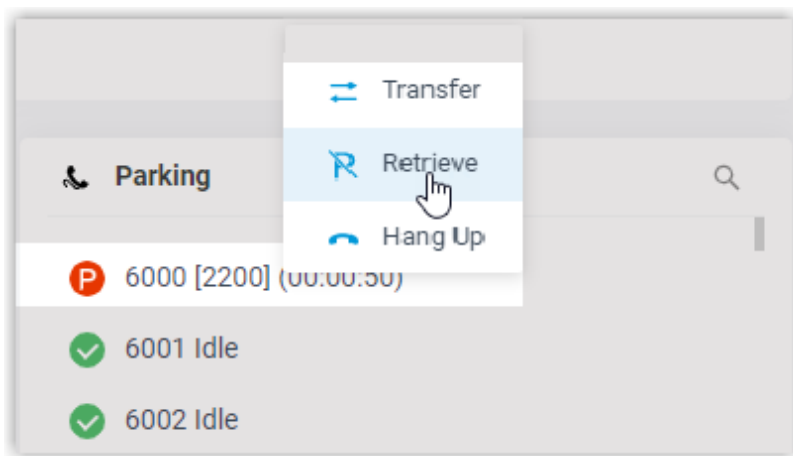 Transfer
Retrieve
Hang Up
Parking
P 6000 [2200] (00:00:50)
6001 Idle
6002 Idle